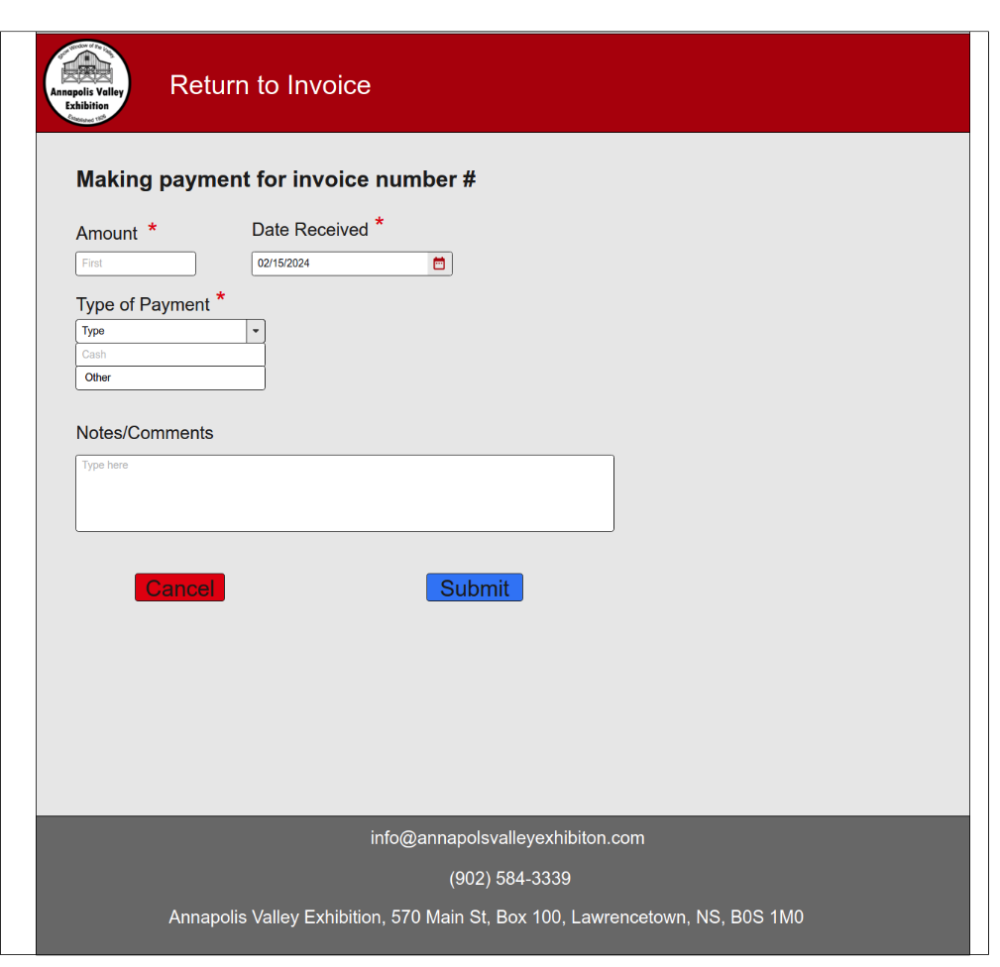 Show Window of the Valley
Annapolis Valley
Exhibition
Established 1926
Return to Invoice
Making payment for invoice number #
Amount * Date Received *
First 02/15/2024
Type of Payment *
Type
Cash
Other
Notes/Comments
Type here
Cancel Submit
info@annapolsvalleyexhibiton.com
(902) 584-3339
Annapolis Valley Exhibition, 570 Main St, Box 100, Lawrencetown, NS, B0S 1M0